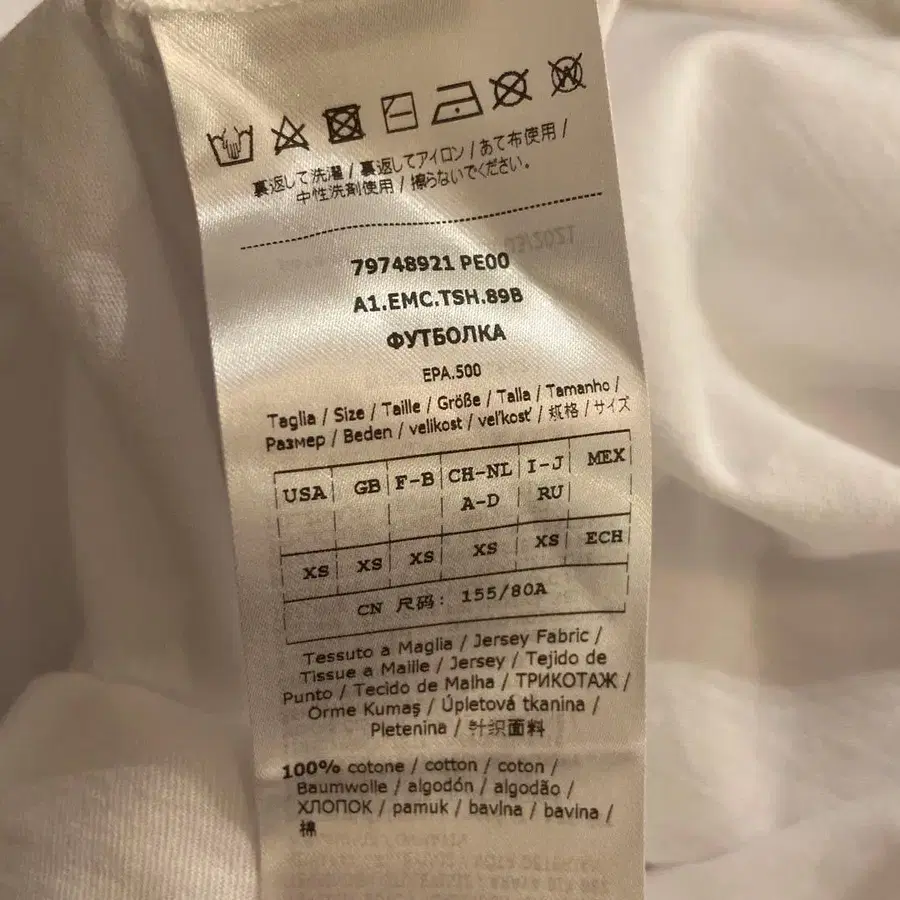 裏返して洗濯 / 裏返してアイロン / あて布使用 /
中性洗剤使用 / 擦らないでください。
03/2021
79748921 PE00
A1.EMC.TSH.89B
ФУТБОЛКА
EPA.500
Taglia / Size / Taille / Größe / Talla / Tamanho /
Размер / Beden / velikost / veľkosť / 规格 / サイズ
USA GB F-B CH-NL I-J MEX
A-D RU
XS XS XS XS XS ECH
CN 尺码: 155/80A
Tessuto a Maglia / Jersey Fabric /
Tissue a Maille / Jersey / Tejido de
Punto / Tecido de Malha / ТРИКОТАЖ /
Örme Kumaş / Úpletová tkanina /
Pletenina / 针织面料
100% cotone / cotton / coton /
Baumwolle / algodón / algodão /
ХЛОПОК / pamuk / bavlna / bavina /
棉